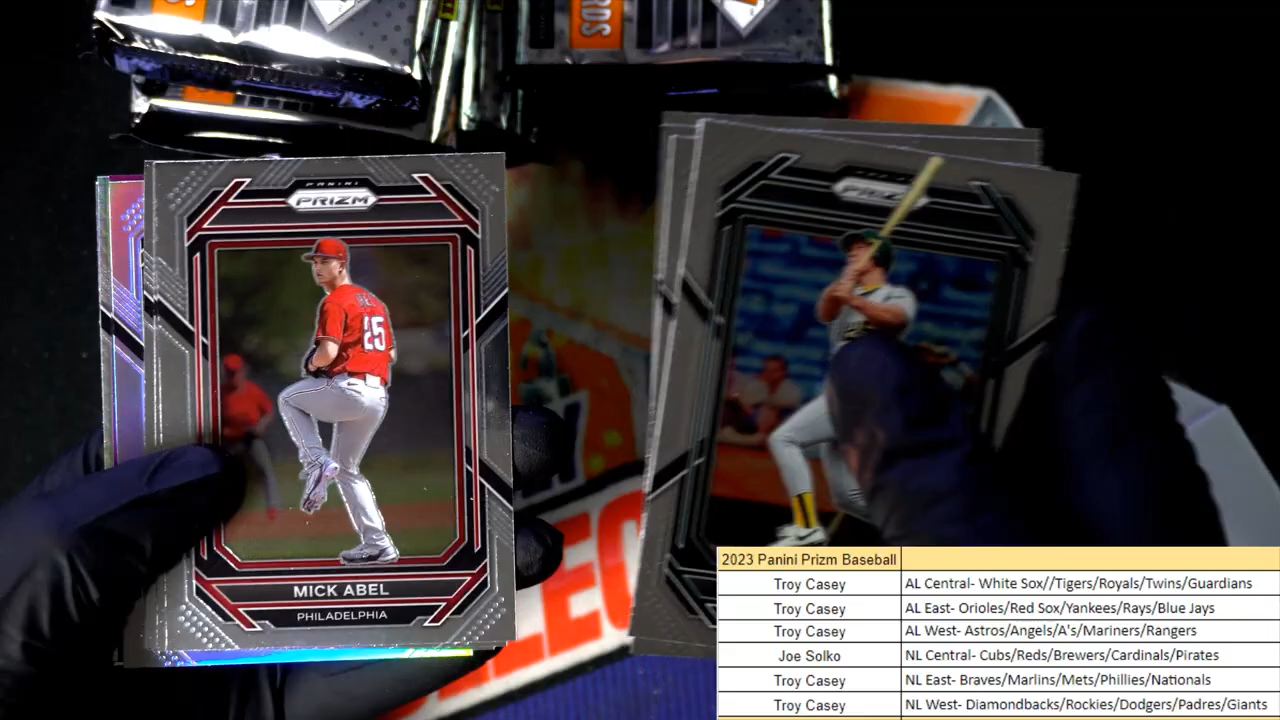 RDS
PANINI
PRIZM
25
MICK ABEL
PHILADELPHIA
PRIZM
2023 Panini Prizm Baseball
Troy Casey AL Central- White Sox//Tigers/Royals/Twins/Guardians
Troy Casey AL East- Orioles/Red Sox/Yankees/Rays/Blue Jays
Troy Casey AL West- Astros/Angels/A's/Mariners/Rangers
Joe Solko NL Central- Cubs/Reds/Brewers/Cardinals/Pirates
Troy Casey NL East- Braves/Marlins/Mets/Phillies/Nationals
Troy Casey NL West- Diamondbacks/Rockies/Dodgers/Padres/Giants